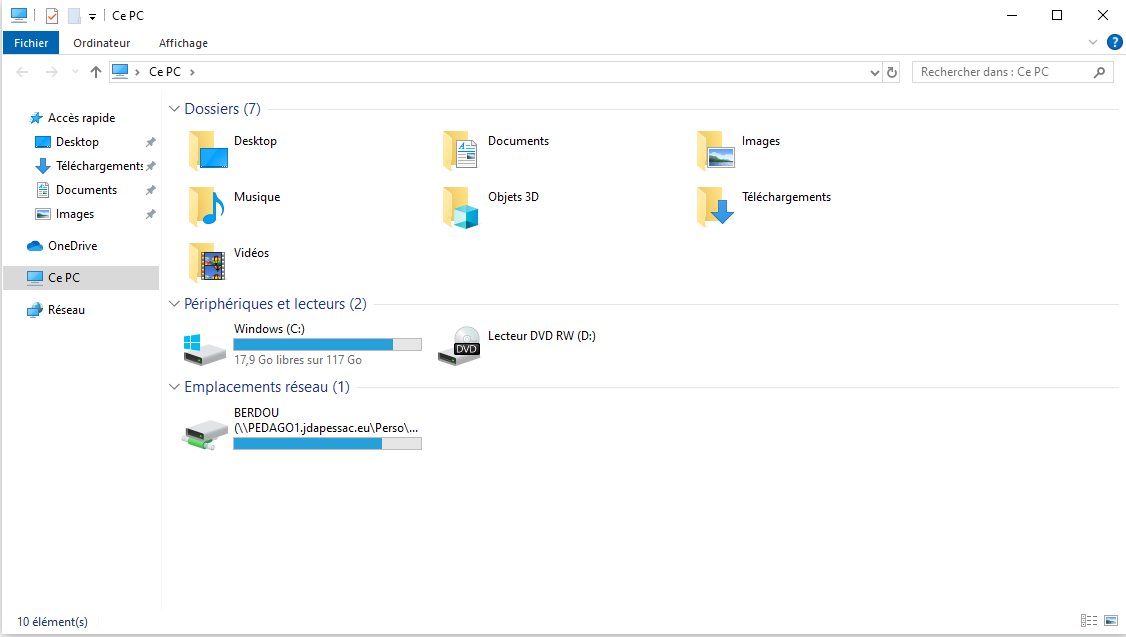 Ce PC
Fichier Ordinateur Affichage
?
Ce PC
Rechercher dans : Ce PC
Accès rapide
Desktop
Téléchargements
Documents
Images
OneDrive
Ce PC
Réseau
Dossiers (7)
Desktop
Documents
Images
Musique
Objets 3D
Téléchargements
Vidéos
Périphériques et lecteurs (2)
Windows (C:)
17,9 Go libres sur 117 Go
DVD
Lecteur DVD RW (D:)
Emplacements réseau (1)
BERDOU
(\\PEDAGO1.jdapessac.eu\Perso\...
10 élément(s)